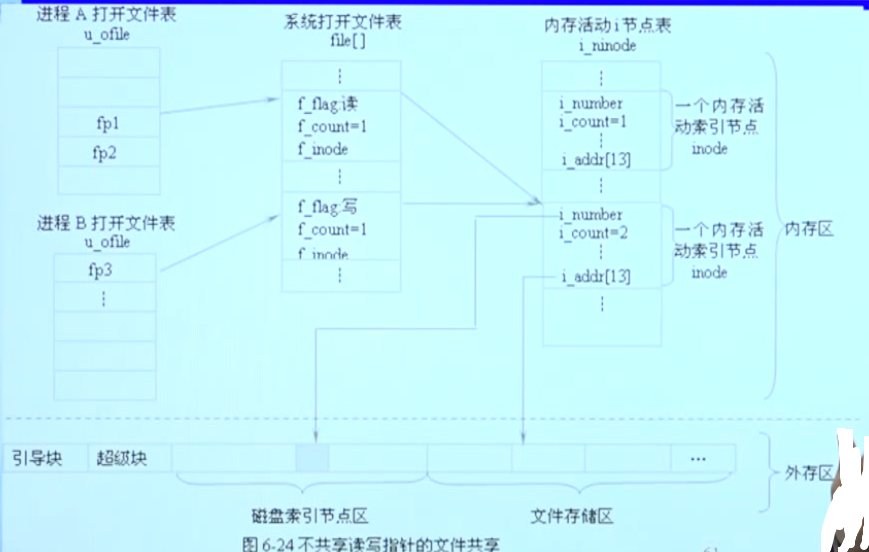 进程 A 打开文件表
u_ofile
fp1
fp2
进程 B 打开文件表
u_ofile
fp3
系统打开文件表
file[]
f_flag:读
f_count=1
f_inode
f_flag:写
f_count=1
f_inode
内存活动 i 节点表
i_ninode
i_number
i_count=1
i_addr[13]
i_number
i_count=2
i_addr[13]
一个内存活
动索引节点
inode
一个内存活
动索引节点
inode
内存区
引导块
超级块
...
外存区
磁盘索引节点区
文件存储区
图 6-24 不共享读写指针的文件共享